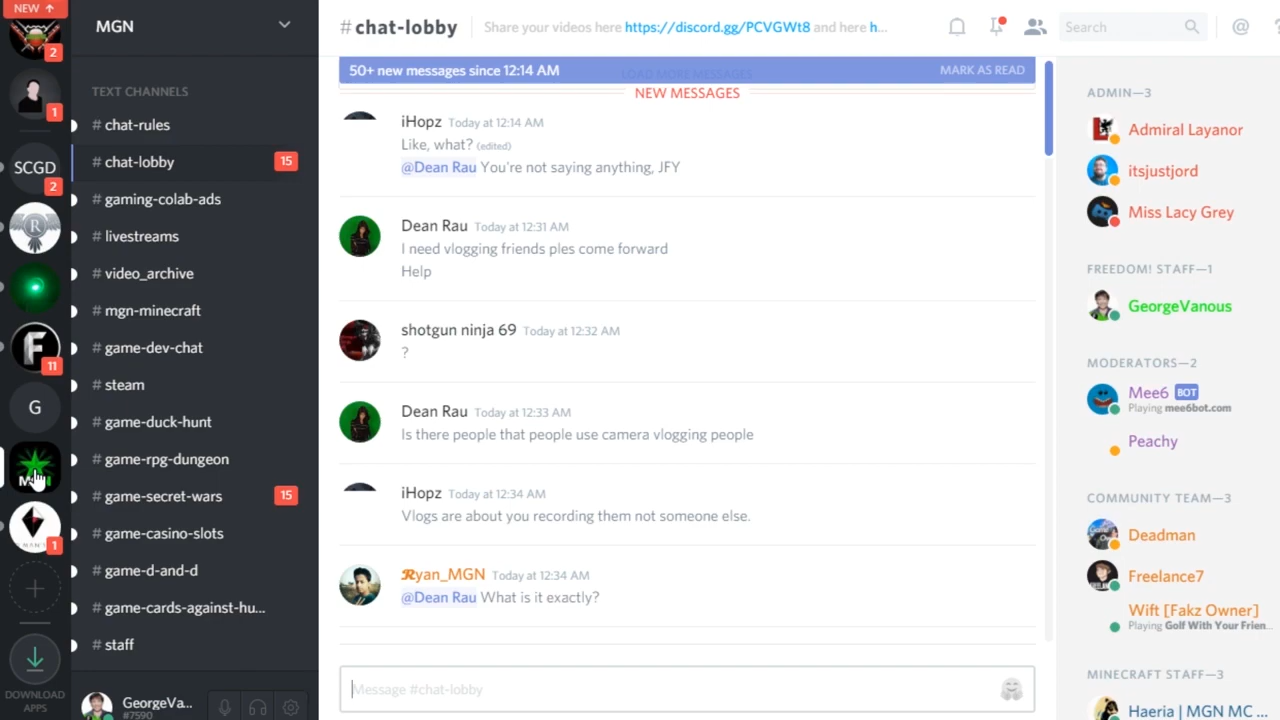 NEW ↑
2
1
SCGD
2
R
F
11
G
MGN
1
+
DOWNLOAD
APPS
MGN
TEXT CHANNELS
# chat-rules
# chat-lobby 15
# gaming-colab-ads
# livestreams
# video_archive
# mgn-minecraft
# game-dev-chat
# steam
# game-duck-hunt
# game-rpg-dungeon
# game-secret-wars 15
# game-casino-slots
# game-d-and-d
# game-cards-against-hu...
# staff
GeorgeVa...
#7590
# chat-lobby Share your videos here https://discord.gg/PCVGWt8 and here h...
Search
@
?
50+ new messages since 12:14 AM LOAD MORE MESSAGES MARK AS READ
NEW MESSAGES
iHopz Today at 12:14 AM
Like, what? (edited)
@Dean Rau You're not saying anything, JFY
Dean Rau Today at 12:31 AM
I need vlogging friends ples come forward
Help
shotgun ninja 69 Today at 12:32 AM
?
Dean Rau Today at 12:33 AM
Is there people that people use camera vlogging people
iHopz Today at 12:34 AM
Vlogs are about you recording them not someone else.
Ryan_MGN Today at 12:34 AM
@Dean Rau What is it exactly?
Message #chat-lobby
ADMIN—3
Admiral Layanor
itsjustjord
Miss Lacy Grey
FREEDOM! STAFF—1
GeorgeVanous
MODERATORS—2
Mee6 BOT
Playing mee6bot.com
Peachy
COMMUNITY TEAM—3
Deadman
Freelance7
Wift [Fakz Owner]
Playing Golf With Your Frien...
MINECRAFT STAFF—3
Haeria | MGN MC ...